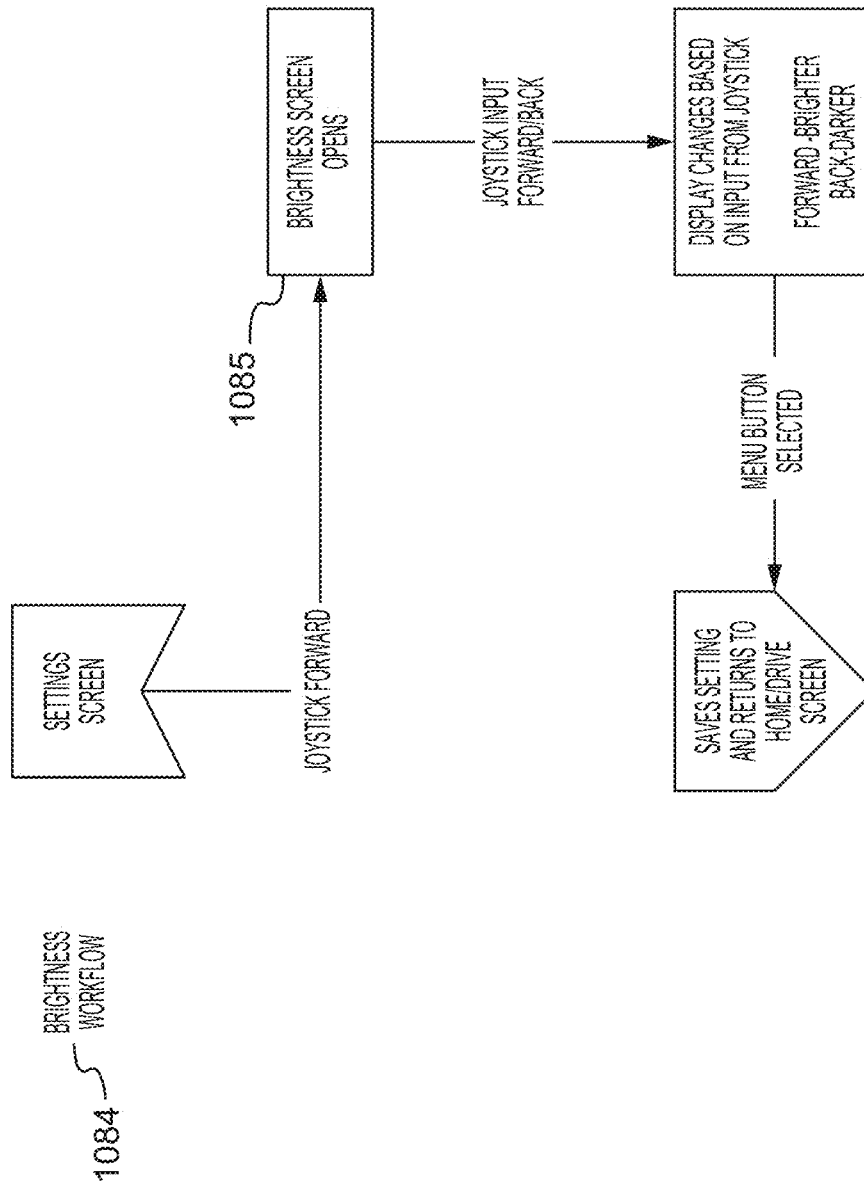 1084
BRIGHTNESS
WORKFLOW
SETTINGS
SCREEN
JOYSTICK FORWARD
1085
BRIGHTNESS SCREEN
OPENS
JOYSTICK INPUT
FORWARD/BACK
DISPLAY CHANGES BASED
ON INPUT FROM JOYSTICK
FORWARD-BRIGHTER
BACK-DARKER
MENU BUTTON
SELECTED
SAVES SETTING
AND RETURNS TO
HOME/DRIVE
SCREEN